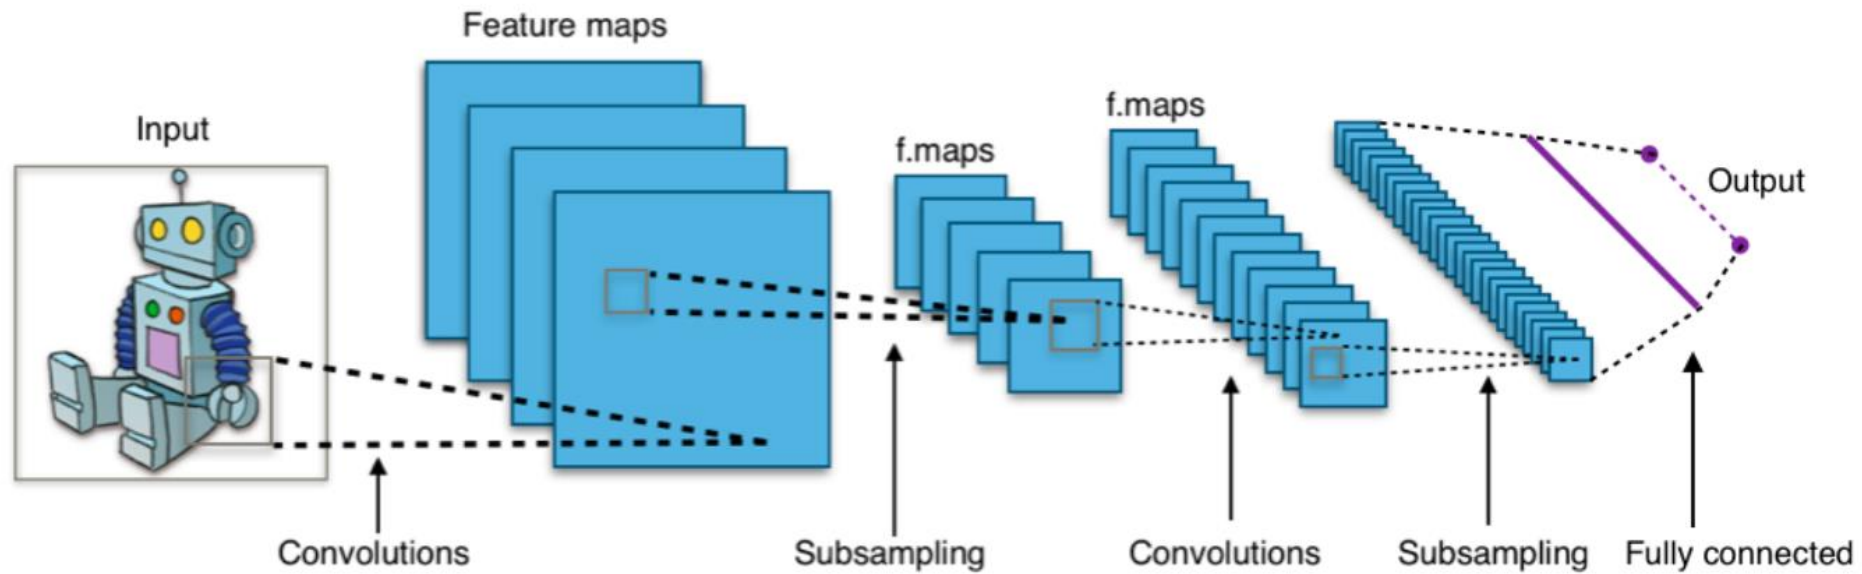 Feature maps
Input
f.maps
f.maps
Output
Convolutions
Subsampling
Convolutions
Subsampling
Fully connected